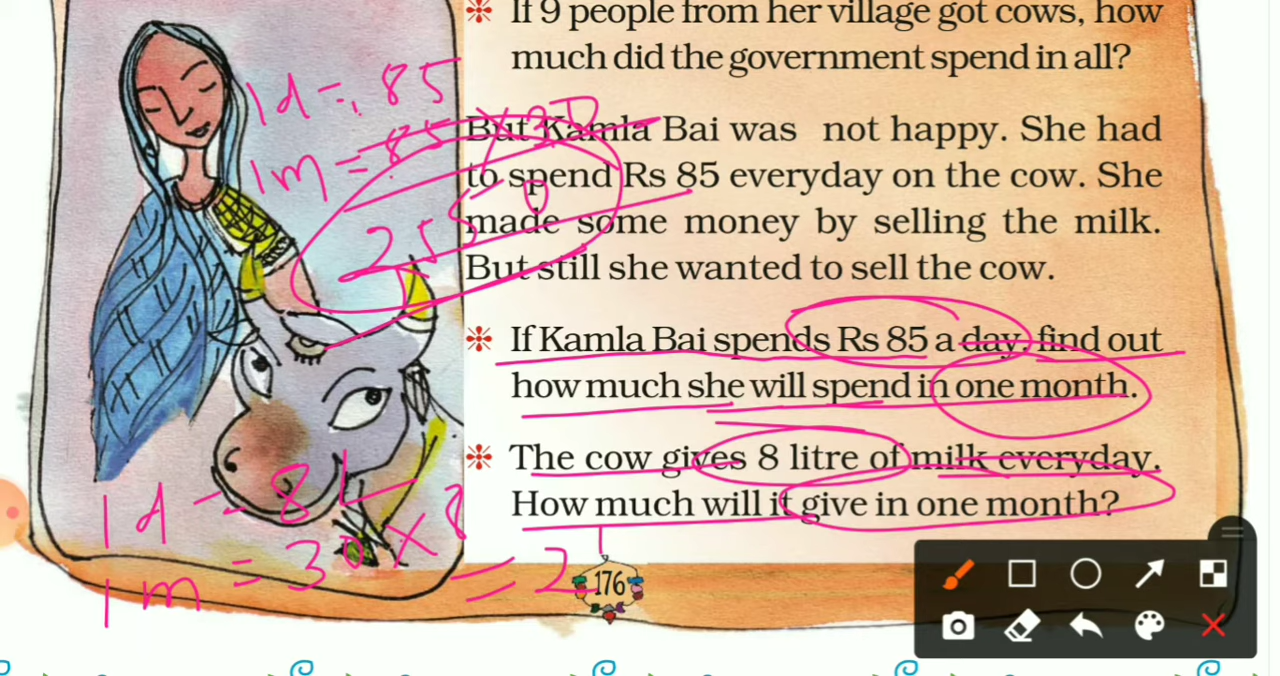 If 9 people from her village got cows, how
much did the government spend in all?
But Kamla Bai was not happy. She had
to spend Rs 85 everyday on the cow. She
made some money by selling the milk.
But still she wanted to sell the cow.
If Kamla Bai spends Rs 85 a day, find out
how much she will spend in one month.
The cow gives 8 litre of milk everyday.
How much will it give in one month?
1d = 85
1m = 85 x 30
2550
1d = 8L
1m = 30 x 8
= 2
176